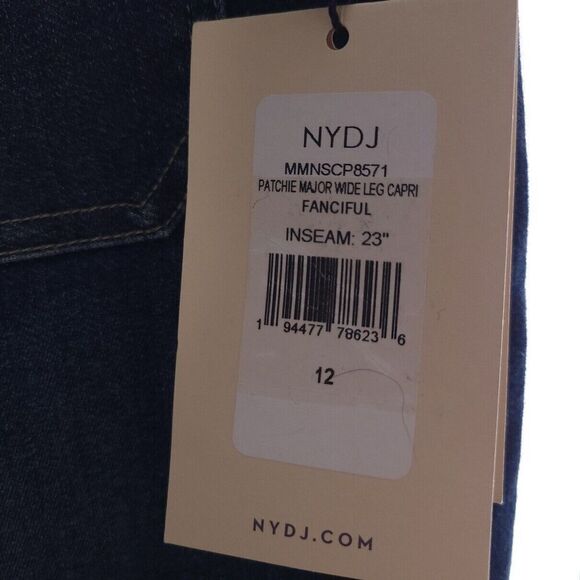 NYDJ
MMNSCP8571
PATCHIE MAJOR WIDE LEG CAPRI
FANCIFUL
INSEAM: 23"
1 94477 78623 6
12
NYDJ.COM